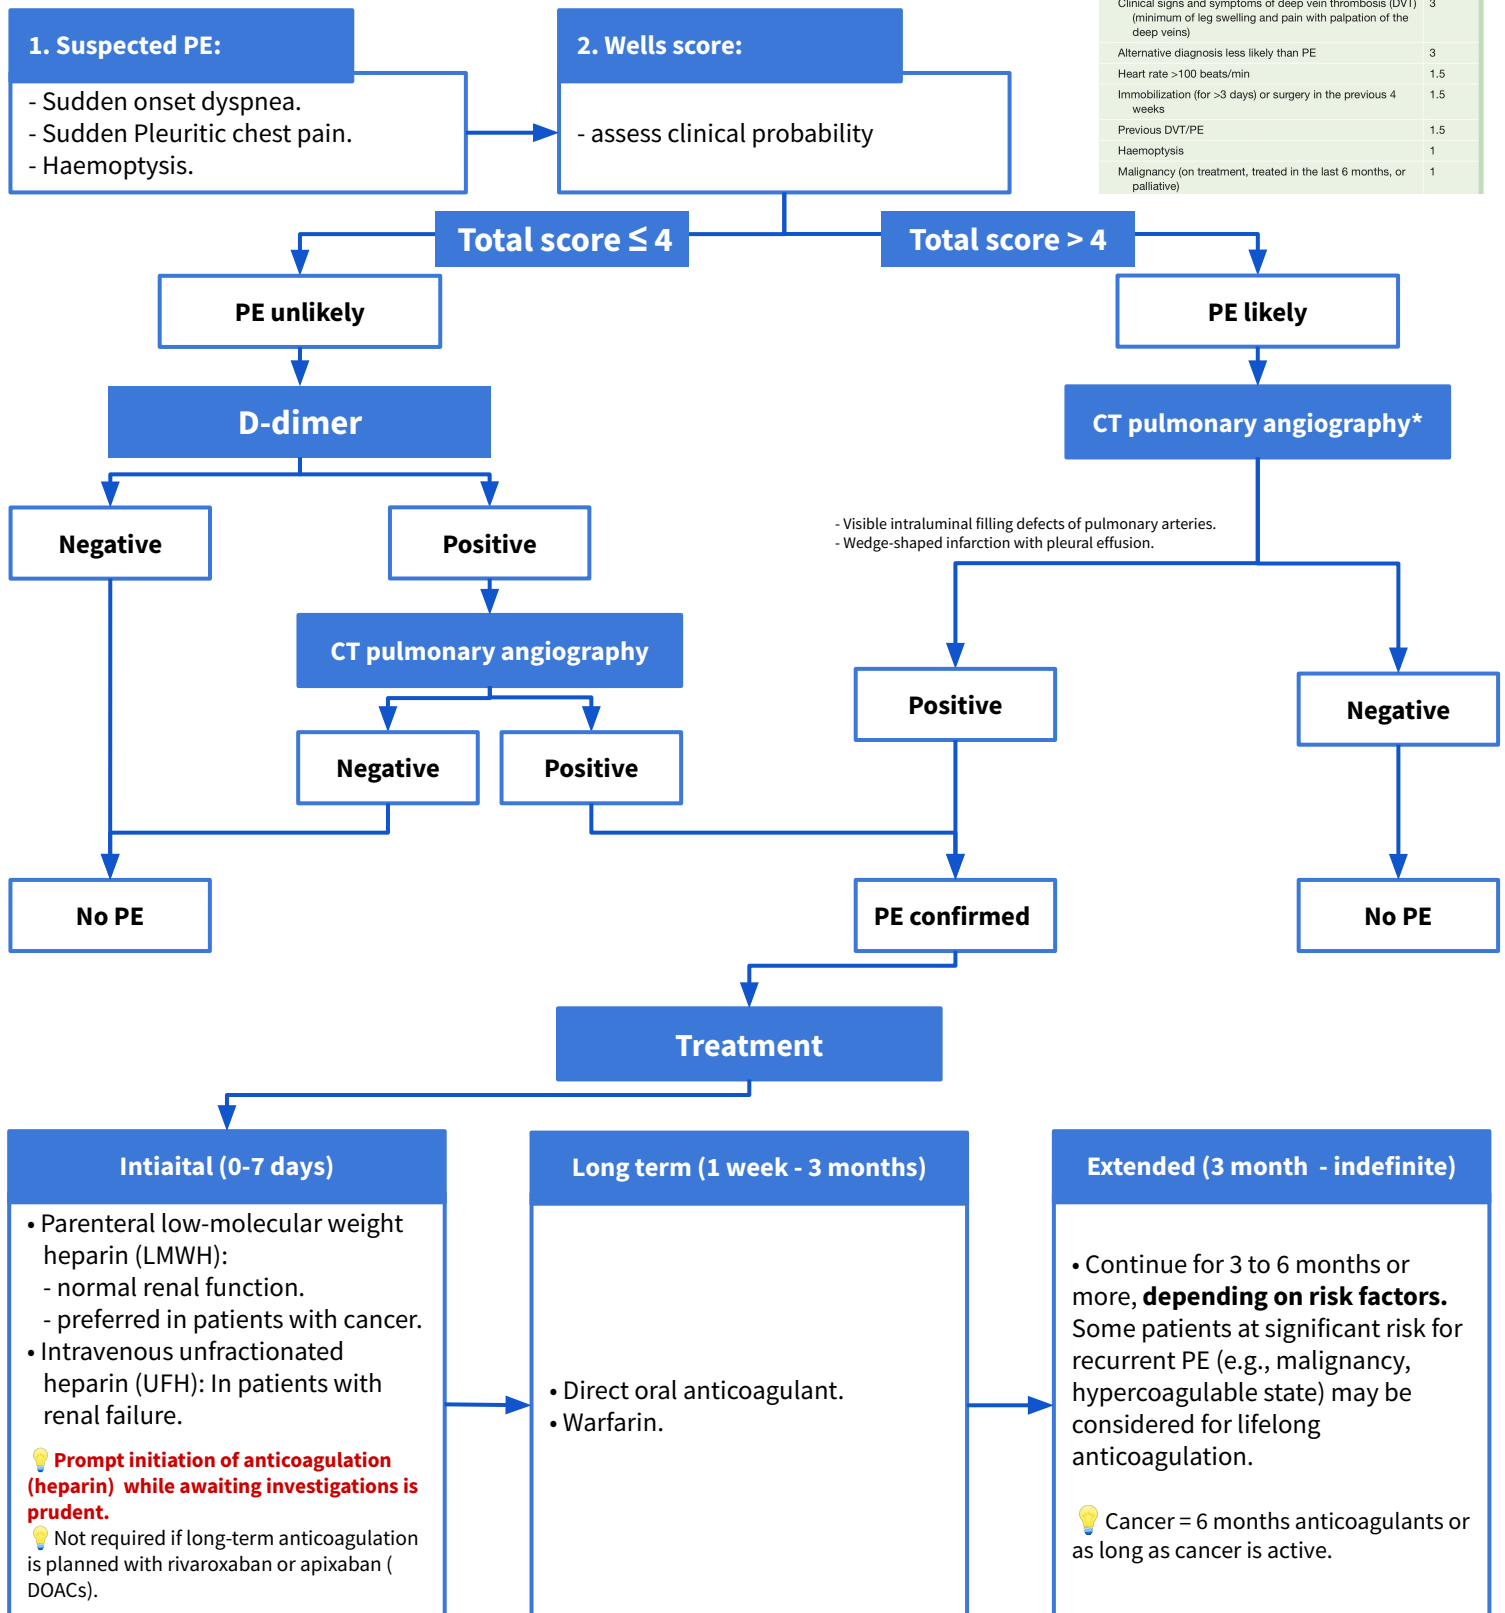 1. Suspected PE:
- Sudden onset dyspnea.
- Sudden Pleuritic chest pain.
- Haemoptysis.
2. Wells score:
- assess clinical probability
Clinical signs and symptoms of deep vein thrombosis (DVT) 3
(minimum of leg swelling and pain with palpation of the
deep veins)
Alternative diagnosis less likely than PE 3
Heart rate >100 beats/min 1.5
Immobilization (for >3 days) or surgery in the previous 4 1.5
weeks
Previous DVT/PE 1.5
Haemoptysis 1
Malignancy (on treatment, treated in the last 6 months, or 1
palliative)
Total score ≤ 4
Total score > 4
PE unlikely
PE likely
D-dimer
CT pulmonary angiography*
Negative
Positive
- Visible intraluminal filling defects of pulmonary arteries.
- Wedge-shaped infarction with pleural effusion.
CT pulmonary angiography
Positive
Negative
Negative
Positive
No PE
PE confirmed
No PE
Treatment
Intiaital (0-7 days)
• Parenteral low-molecular weight
heparin (LMWH):
- normal renal function.
- preferred in patients with cancer.
• Intravenous unfractionated
heparin (UFH): In patients with
renal failure.
💡Prompt initiation of anticoagulation
(heparin) while awaiting investigations is
prudent.
💡Not required if long-term anticoagulation
is planned with rivaroxaban or apixaban (
DOACs).
Long term (1 week - 3 months)
• Direct oral anticoagulant.
• Warfarin.
Extended (3 month - indefinite)
• Continue for 3 to 6 months or
more, depending on risk factors.
Some patients at significant risk for
recurrent PE (e.g., malignancy,
hypercoagulable state) may be
considered for lifelong
anticoagulation.
💡 Cancer = 6 months anticoagulants or
as long as cancer is active.